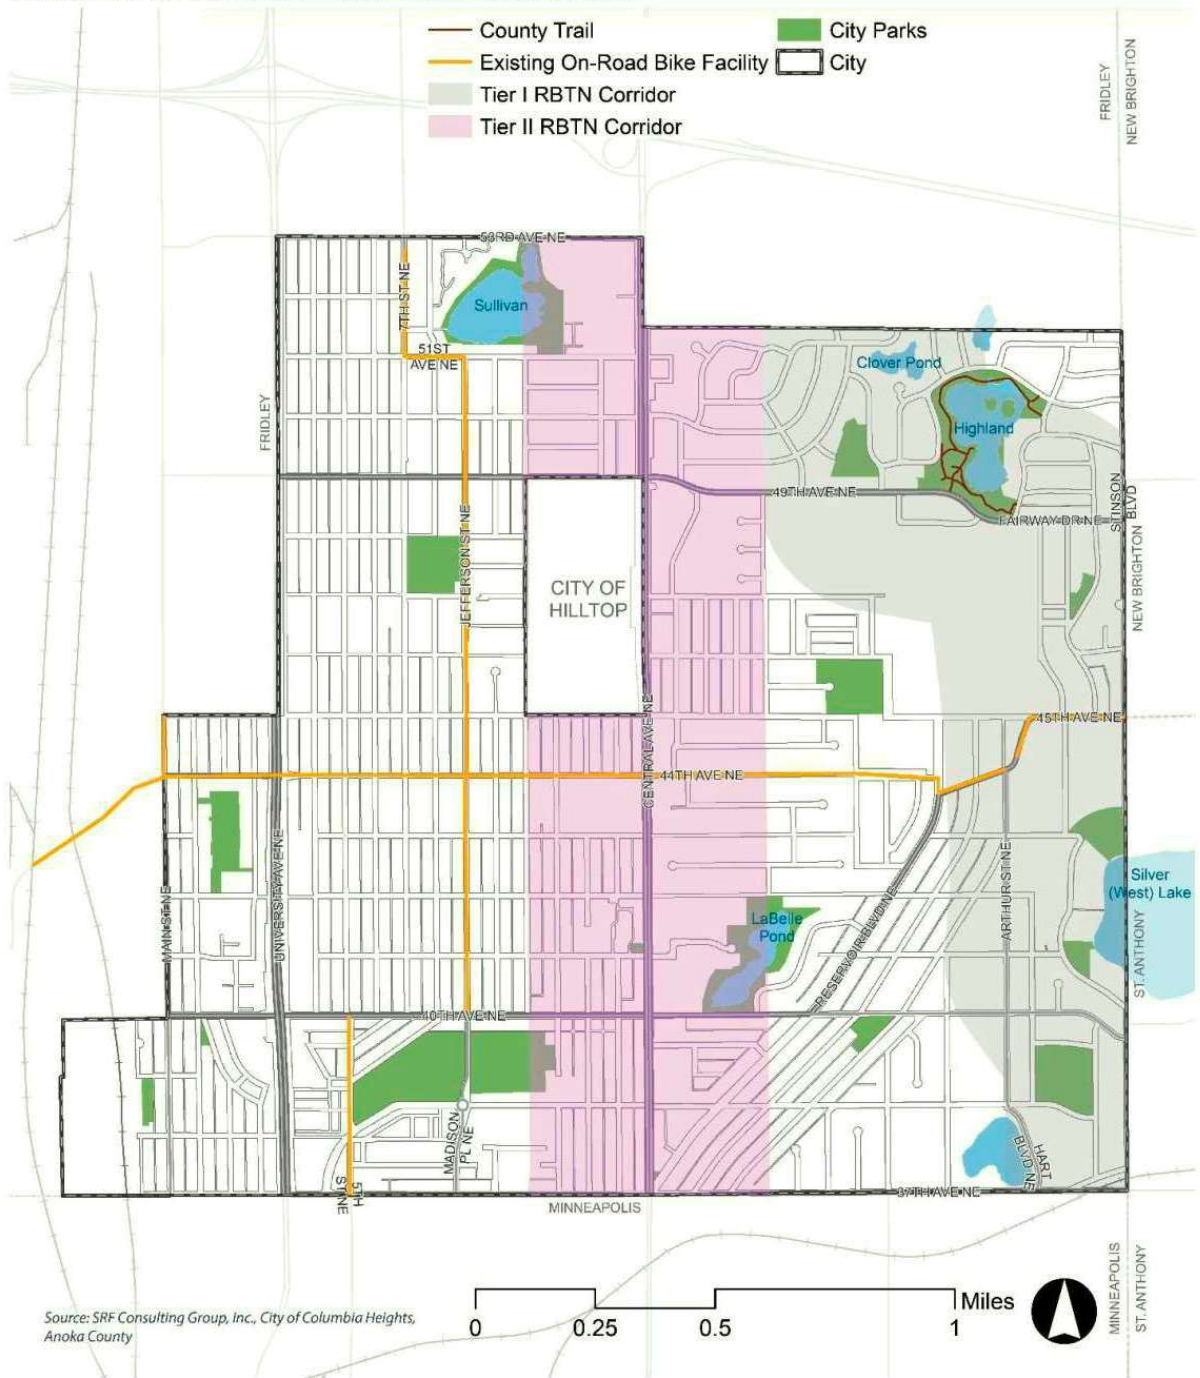 County Trail
City Parks
Existing On-Road Bike Facility
City
Tier I RBTN Corridor
Tier II RBTN Corridor
FRIDLEY
NEW BRIGHTON
53RD AVE NE
7TH ST NE
Sullivan
51ST
AVE NE
Clover Pond
FRIDLEY
Highland
49TH AVE NE
FAIRWAY DR NE
STINSON
BLVD
NEW BRIGHTON
JEFFERSON ST NE
CITY OF
HILLTOP
45TH AVE NE
CENTRAL AVE NE
44TH AVE NE
MAIN ST NE
UNIVERSITY AVE NE
LaBelle
Pond
RESERVOIR BLVD NE
ARTHUR ST NE
Silver
(West) Lake
ST. ANTHONY
40TH AVE NE
MADISON
PL NE
5TH
ST NE
HART
BLVD NE
37TH AVE NE
MINNEAPOLIS
MINNEAPOLIS
ST. ANTHONY
Miles
0
0.25
0.5
1
Source: SRF Consulting Group, Inc., City of Columbia Heights,
Anoka County